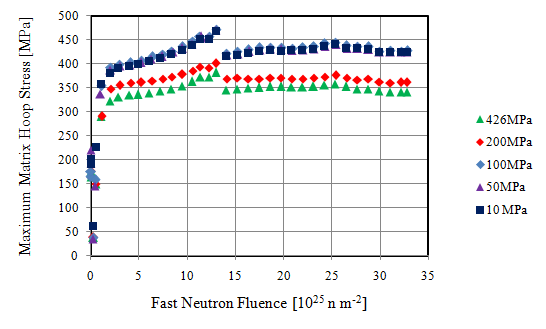 500
450
400
350
300
250
200
150
100
50
0
Maximum Matrix Hoop Stress [MPa]
0 5 10 15 20 25 30 35
Fast Neutron Fluence [10²⁵ n m⁻²]
426MPa
200MPa
100MPa
50MPa
10 MPa